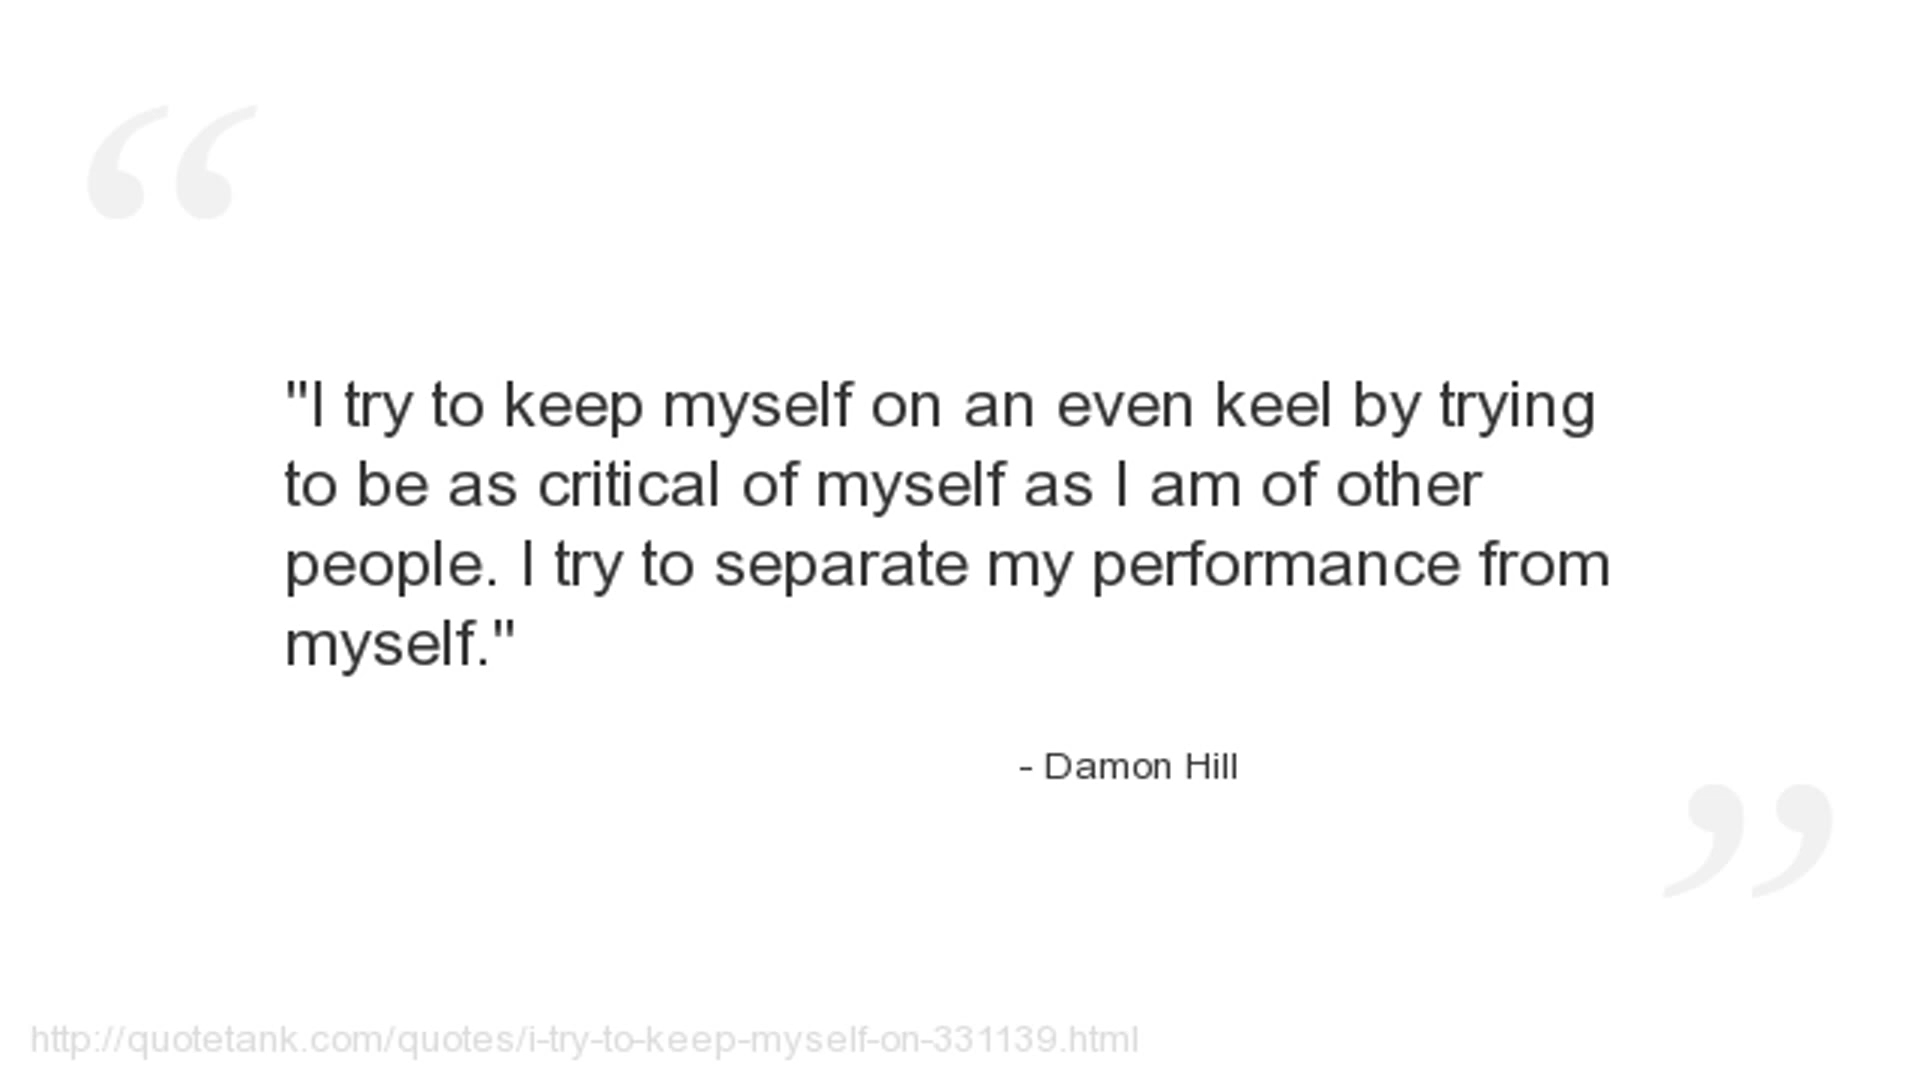 "I try to keep myself on an even keel by trying
to be as critical of myself as I am of other
people. I try to separate my performance from
myself."
- Damon Hill
http://quotetank.com/quotes/i-try-to-keep-myself-on-331139.html